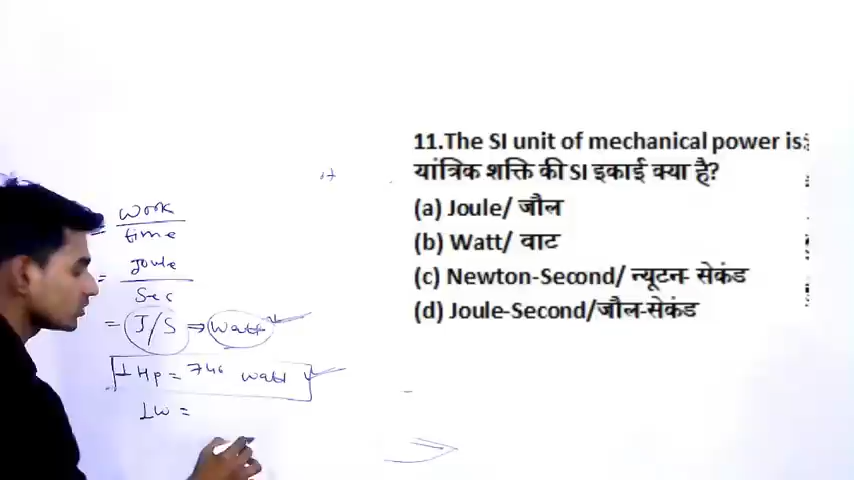 11.The SI unit of mechanical power is:
यांत्रिक शक्ति की SI इकाई क्या है?
(a) Joule/ जौल
(b) Watt/ वाट
(c) Newton-Second/ न्यूटन- सेकंड
(d) Joule-Second/जौल-सेकंड
= Work
time
= Joule
Sec
= J/S ⇒ Watt
1 Hp = 746 watt
1W =